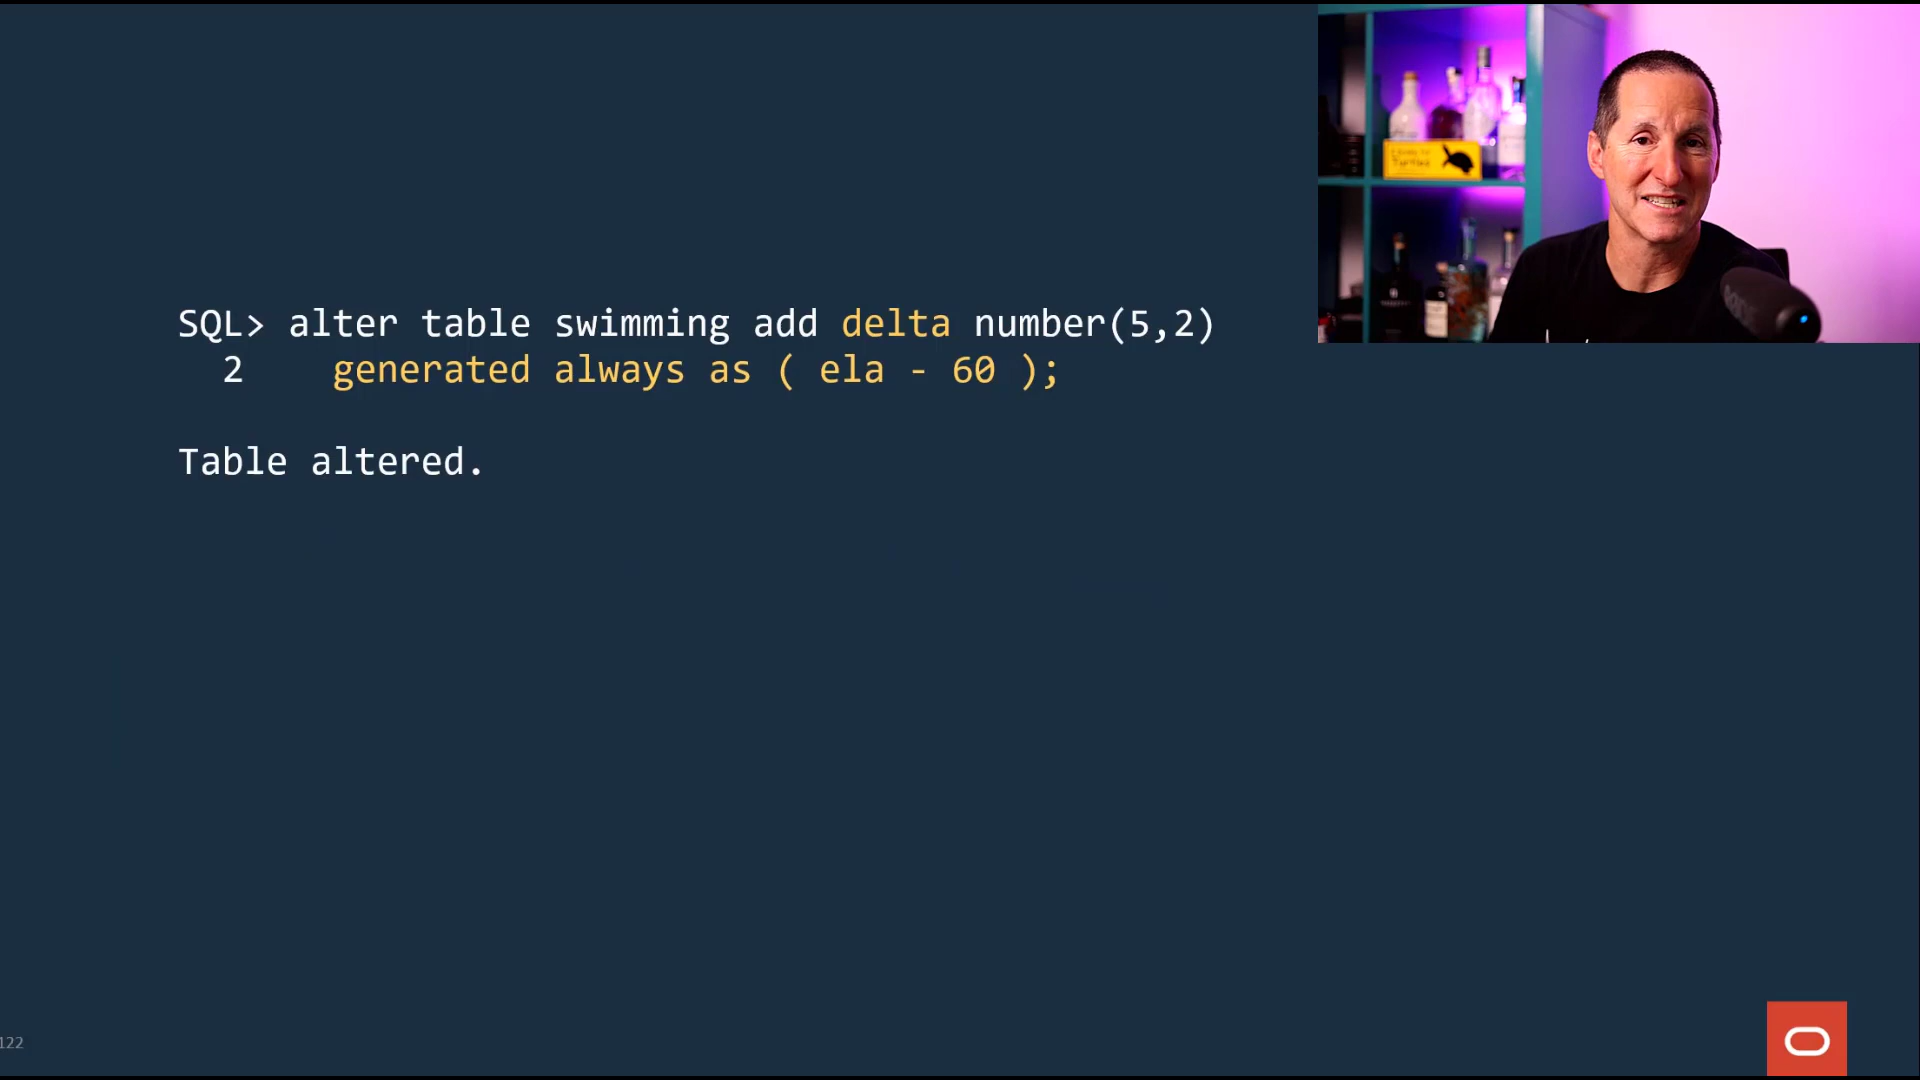 SQL> alter table swimming add delta number(5,2)
2 generated always as ( ela - 60 );
Table altered.
122